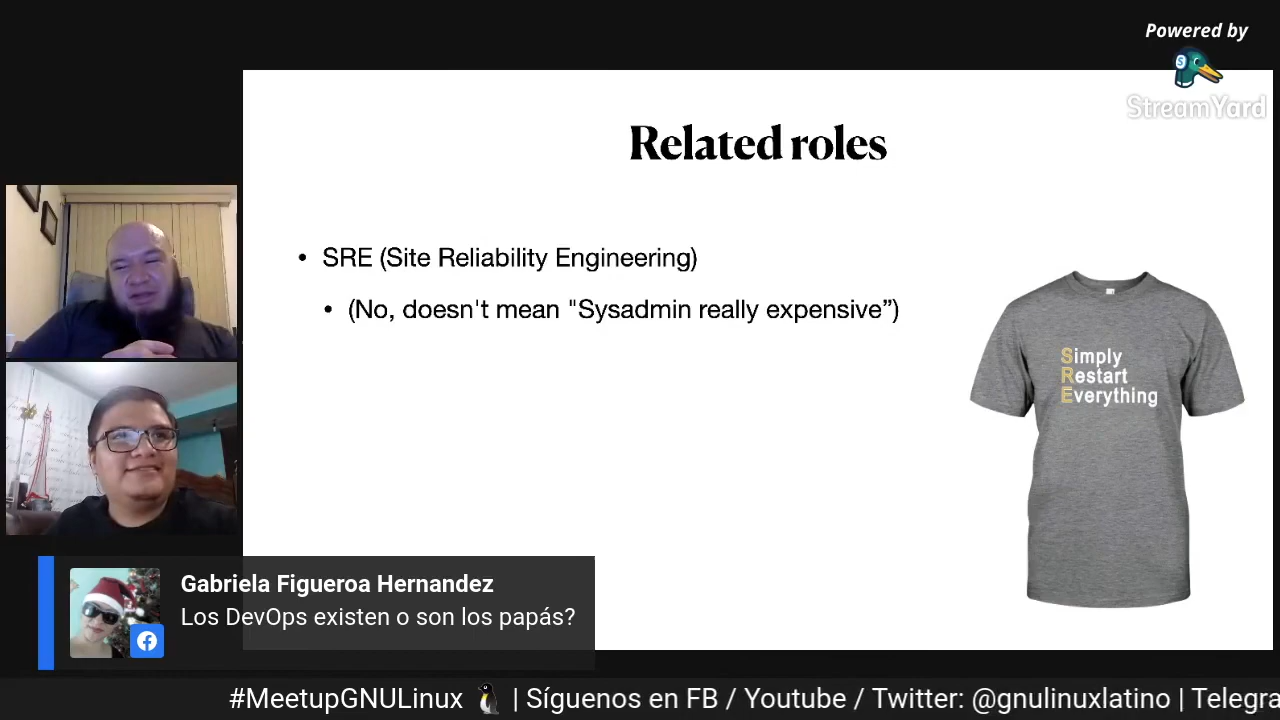 Powered by
StreamYard
Related roles
• SRE (Site Reliability Engineering)
• (No, doesn't mean "Sysadmin really expensive”)
Simply
Restart
Everything
Gabriela Figueroa Hernandez
Los DevOps existen o son los papás?
#MeetupGNULinux 🐧 | Síguenos en FB / Youtube / Twitter: @gnulinuxlatino | Telegra